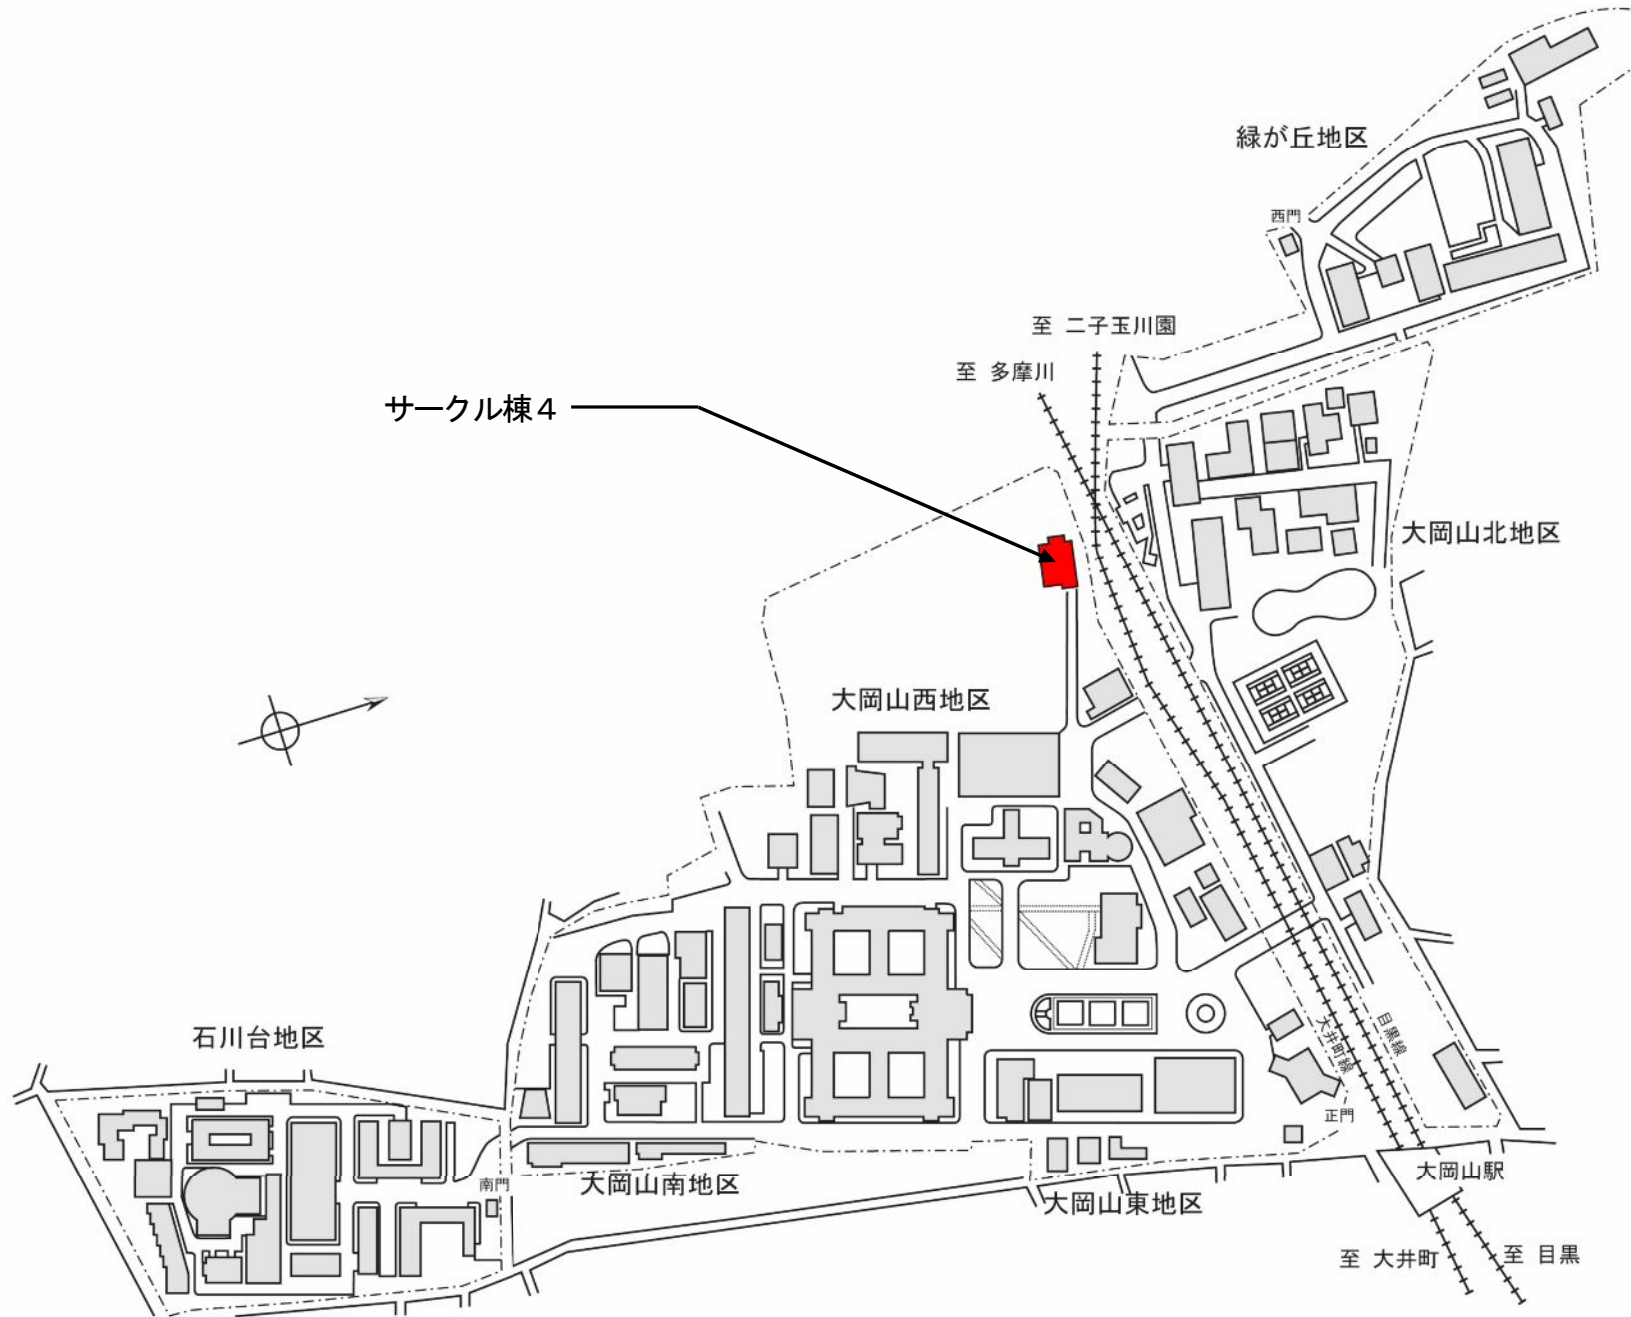 緑が丘地区
西門
至 二子玉川園
至 多摩川
サークル棟4
大岡山北地区
大岡山西地区
石川台地区
大井町線
目黒線
正門
大岡山駅
南門
大岡山南地区
大岡山東地区
至 大井町
至 目黒